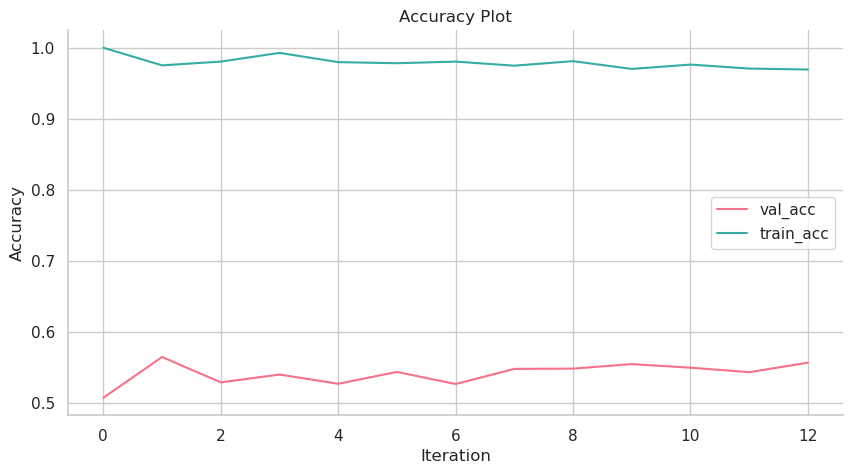 Accuracy Plot
1.0
0.9
0.8
0.7
0.6
0.5
Accuracy
val_acc
train_acc
0 2 4 6 8 10 12
Iteration